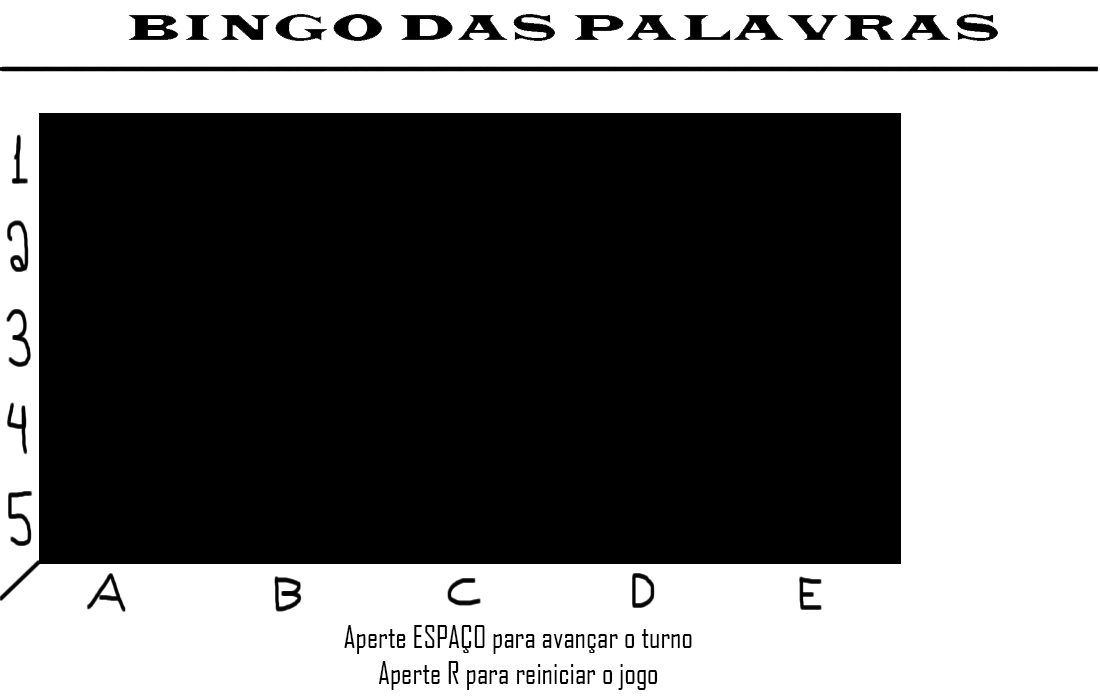 BINGO DAS PALAVRAS
1
2
3
4
5
A B C D E
Aperte ESPAÇO para avançar o turno
Aperte R para reiniciar o jogo